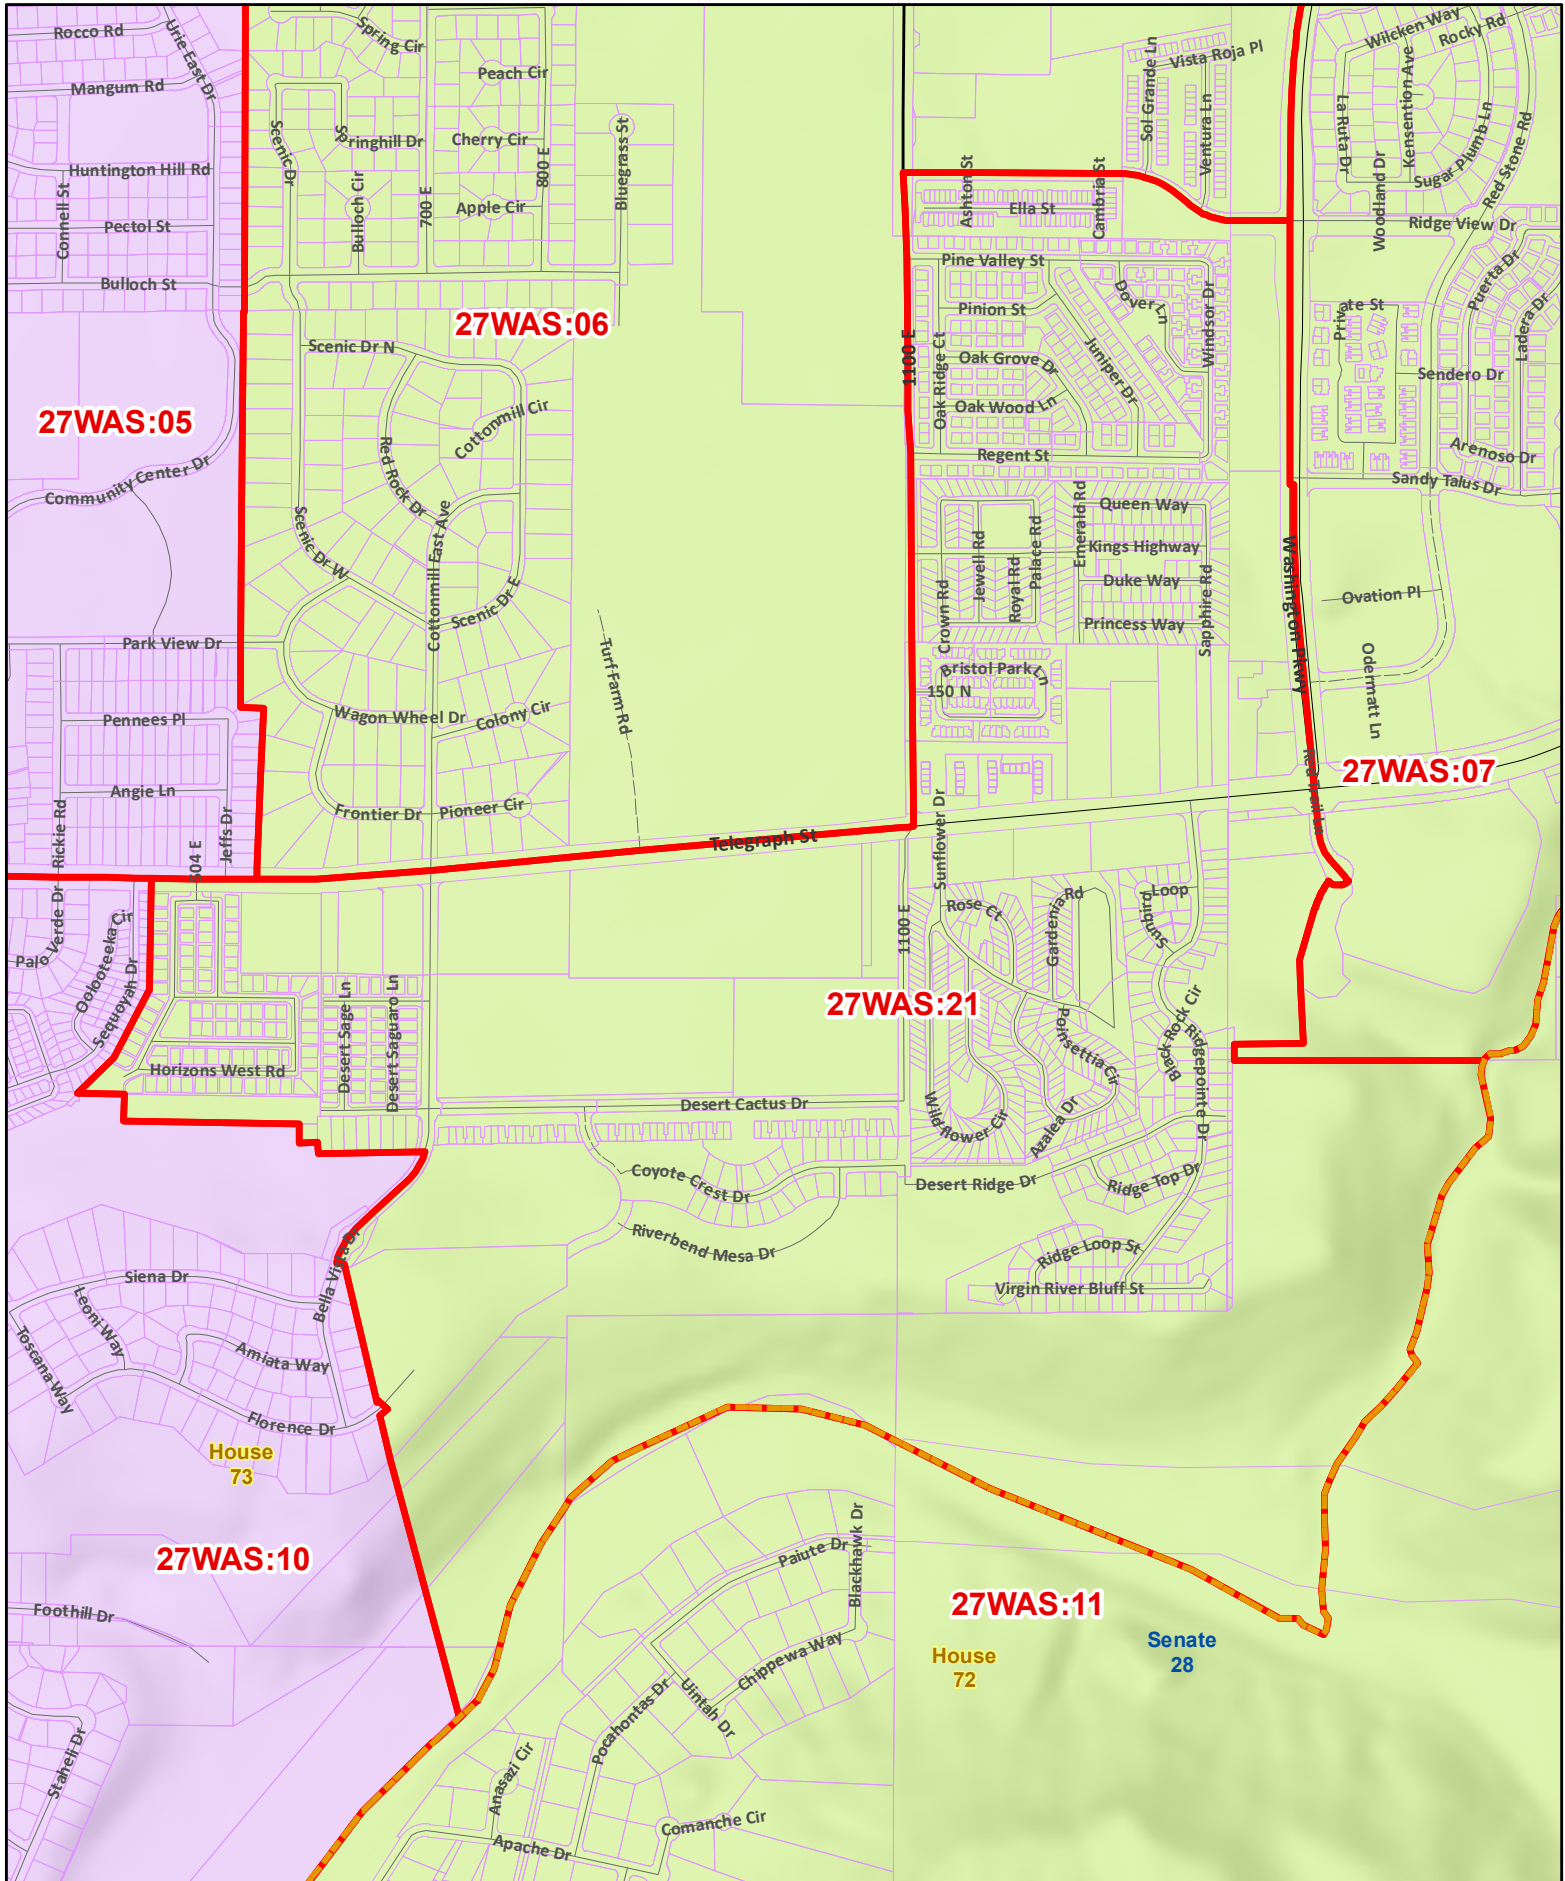 Rocco Rd
Urie East Dr
Spring Cir
Mangum Rd
Peach Cir
Scenic Dr
Springhill Dr
Cherry Cir
800 E
Bluegrass St
Huntington Hill Rd
Connell St
Pectol St
Bulloch Cir
700 E
Apple Cir
Bulloch St
27WAS:06
Scenic Dr N
27WAS:05
Cottonmill Cir
Red Rock Dr
Community Center Dr
Scenic Dr W
Cottonmill East Ave
Scenic Dr E
Park View Dr
Turf Farm Rd
Wagon Wheel Dr
Colony Cir
Pennees Pl
Angie Ln
Rickie Rd
Jeffs Dr
Frontier Dr
Pioneer Cir
Telegraph St
504 E
Sol Grande Ln
Vista Roja Pl
Ventura Ln
Wilcken Way
Rocky Rd
La Ruta Dr
Kensention Ave
Sugar Plumb Ln
Red Stone Rd
Woodland Dr
Ridge View Dr
Ashton St
Ella St
Cambria St
Pine Valley St
Pinion St
Dover Ln
Windsor Dr
1100 E
Oak Ridge Ct
Oak Grove Dr
Juniper Dr
Oak Wood Ln
Regent St
Private St
Puerta Dr
Ladera Dr
Sendero Dr
Arenoso Dr
Sandy Talus Dr
Queen Way
Emerald Rd
Kings Highway
Jewell Rd
Royal Rd
Palace Rd
Duke Way
Crown Rd
Princess Way
Sapphire Rd
Washington Pkwy
Ovation Pl
Odermatt Ln
Bristol Park Ln
150 N
27WAS:07
Red Trail Ln
Sunflower Dr
Palo Verde Dr
Oolooteeka Cir
Sequoyah Dr
Rose Ct
Gardenia Rd
Sunbird Loop
1100 E
27WAS:21
Desert Sage Ln
Desert Saguaro Ln
Horizons West Rd
Poinsettia Cir
Black Rock Cir
Ridgepointe Dr
Desert Cactus Dr
Wildflower Cir
Azalea Dr
Coyote Crest Dr
Desert Ridge Dr
Ridge Top Dr
Riverbend Mesa Dr
Ridge Loop St
Virgin River Bluff St
Bella Vista Dr
Siena Dr
Leoni Way
Toscana Way
Amiata Way
Florence Dr
House
73
27WAS:10
Foothill Dr
Staheli Dr
Paiute Dr
Blackhawk Dr
27WAS:11
Chippewa Way
House
72
Senate
28
Uintah Dr
Pocahontas Dr
Anasazi Cir
Comanche Cir
Apache Dr